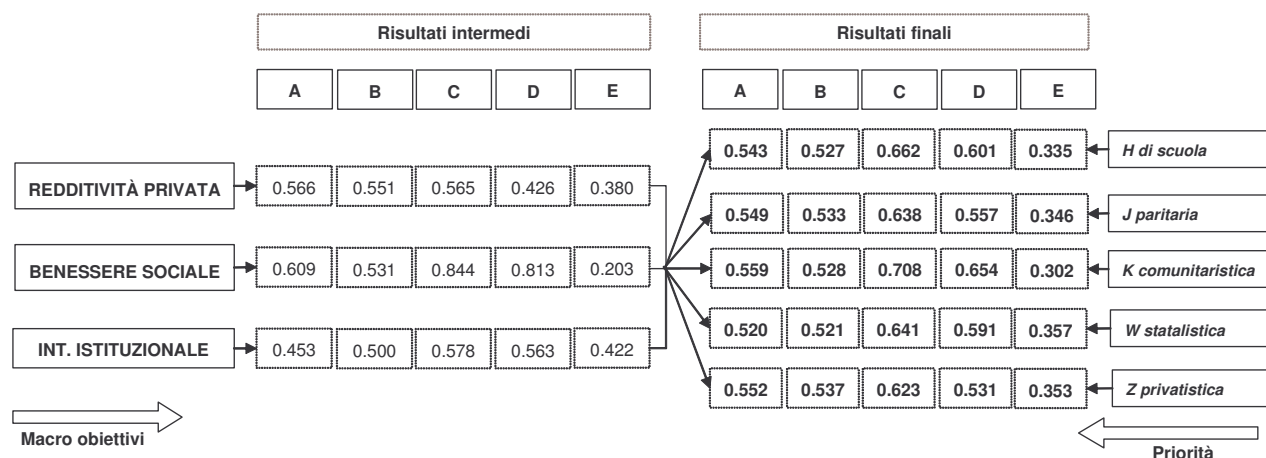 Risultati intermedi Risultati finali
A B C D E A B C D E
0.543 0.527 0.662 0.601 0.335 H di scuola
REDDITIVITÀ PRIVATA 0.566 0.551 0.565 0.426 0.380
0.549 0.533 0.638 0.557 0.346 J paritaria
BENESSERE SOCIALE 0.609 0.531 0.844 0.813 0.203 0.559 0.528 0.708 0.654 0.302 K comunitaristica
0.520 0.521 0.641 0.591 0.357 W statalistica
INT. ISTITUZIONALE 0.453 0.500 0.578 0.563 0.422
0.552 0.537 0.623 0.531 0.353 Z privatistica
Macro obiettivi
Priorità